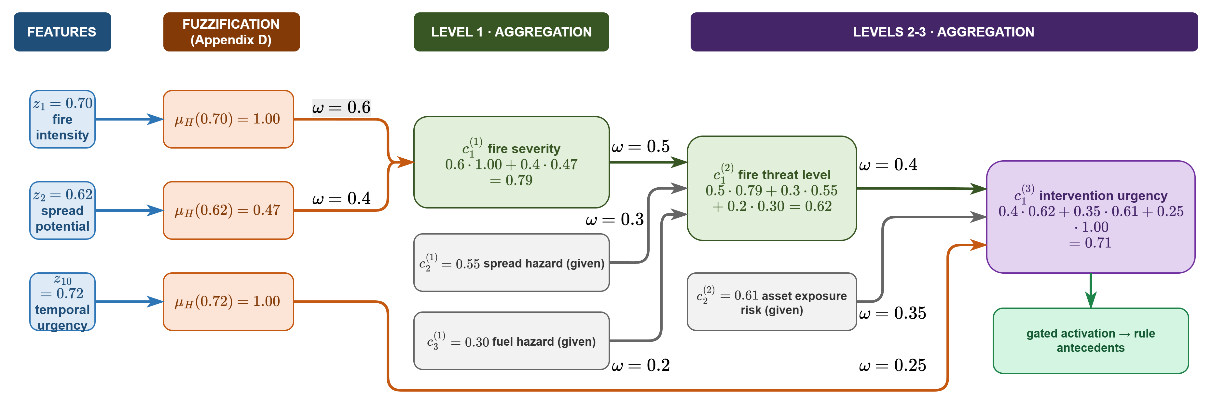 FEATURES
FUZZIFICATION
(Appendix D)
LEVEL 1 · AGGREGATION
LEVELS 2-3 · AGGREGATION
z₁ = 0.70
fire
intensity
μ_H(0.70) = 1.00
ω = 0.6
z₂ = 0.62
spread
potential
μ_H(0.62) = 0.47
ω = 0.4
z₁₀
= 0.72
temporal
urgency
μ_H(0.72) = 1.00
c₁⁽¹⁾ fire severity
0.6 · 1.00 + 0.4 · 0.47
= 0.79
ω = 0.5
c₂⁽¹⁾ = 0.55 spread hazard (given)
ω = 0.3
c₃⁽¹⁾ = 0.30 fuel hazard (given)
ω = 0.2
c₁⁽²⁾ fire threat level
0.5 · 0.79 + 0.3 · 0.55
+ 0.2 · 0.30 = 0.62
ω = 0.4
c₂⁽²⁾ = 0.61 asset exposure
risk (given)
ω = 0.35
ω = 0.25
c₁⁽³⁾ intervention urgency
0.4 · 0.62 + 0.35 · 0.61 + 0.25
· 1.00
= 0.71
gated activation → rule
antecedents